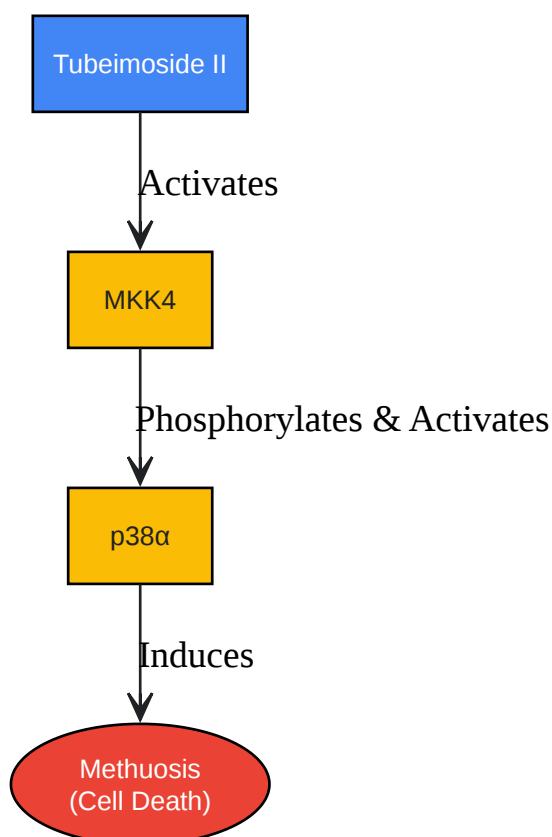 Tubeimoside II
Activates
MKK4
Phosphorylates & Activates
p38α
Induces
Methuosis
(Cell Death)